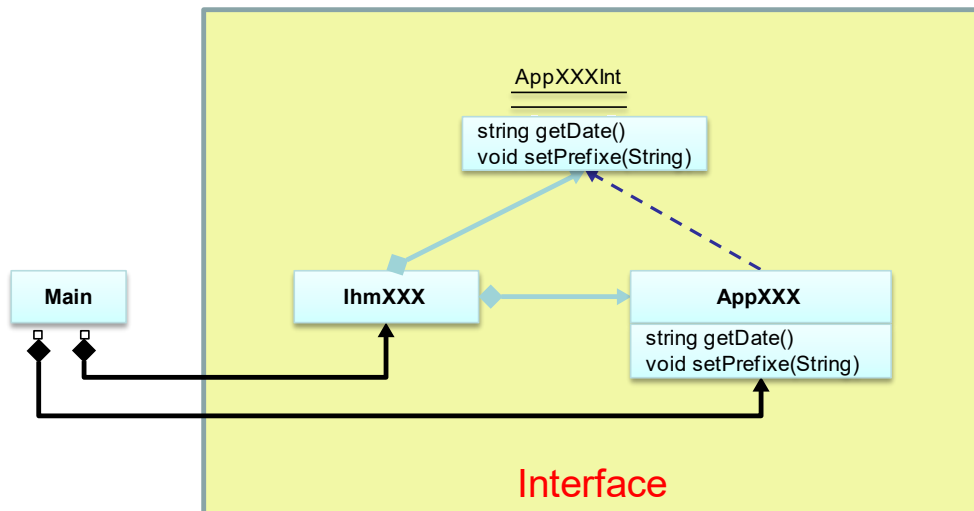 AppXXXInt
string getDate()
void setPrefixe(String)
Main
IhmXXX
AppXXX
string getDate()
void setPrefixe(String)
Interface